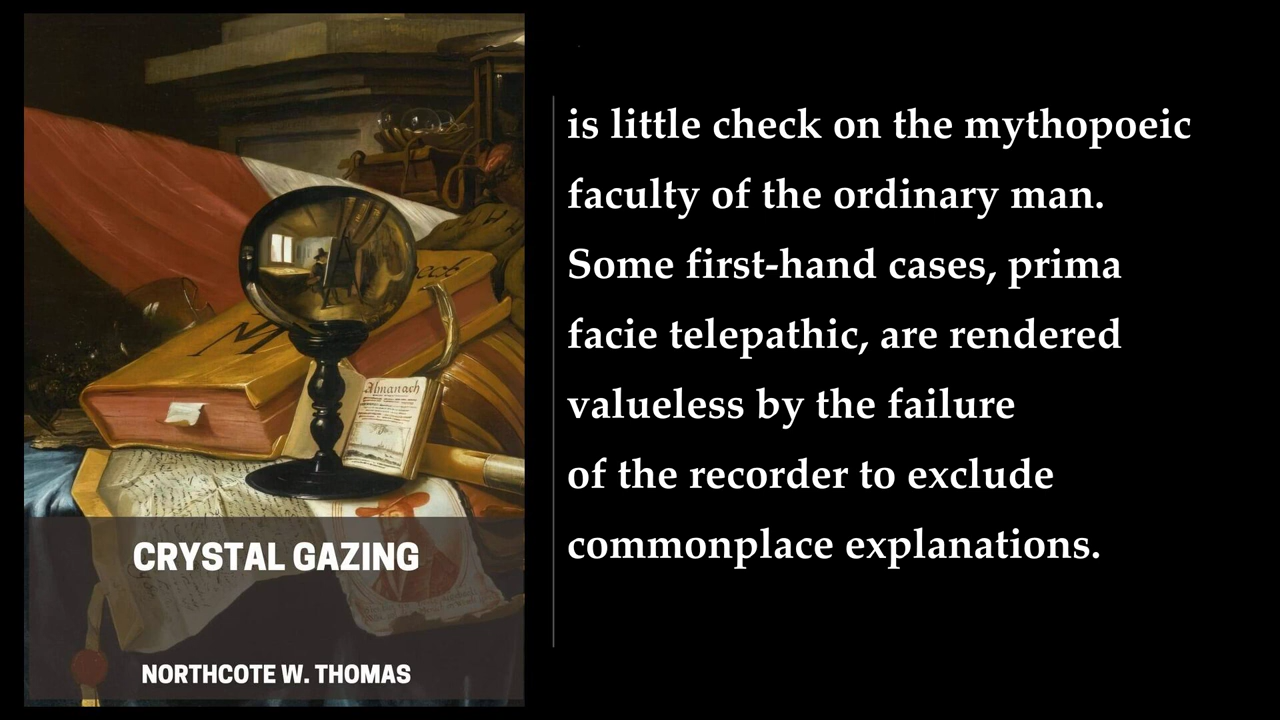 M
Almanach
CRYSTAL GAZING
NORTHCOTE W. THOMAS
is little check on the mythopoeic
faculty of the ordinary man.
Some first-hand cases, prima
facie telepathic, are rendered
valueless by the failure
of the recorder to exclude
commonplace explanations.